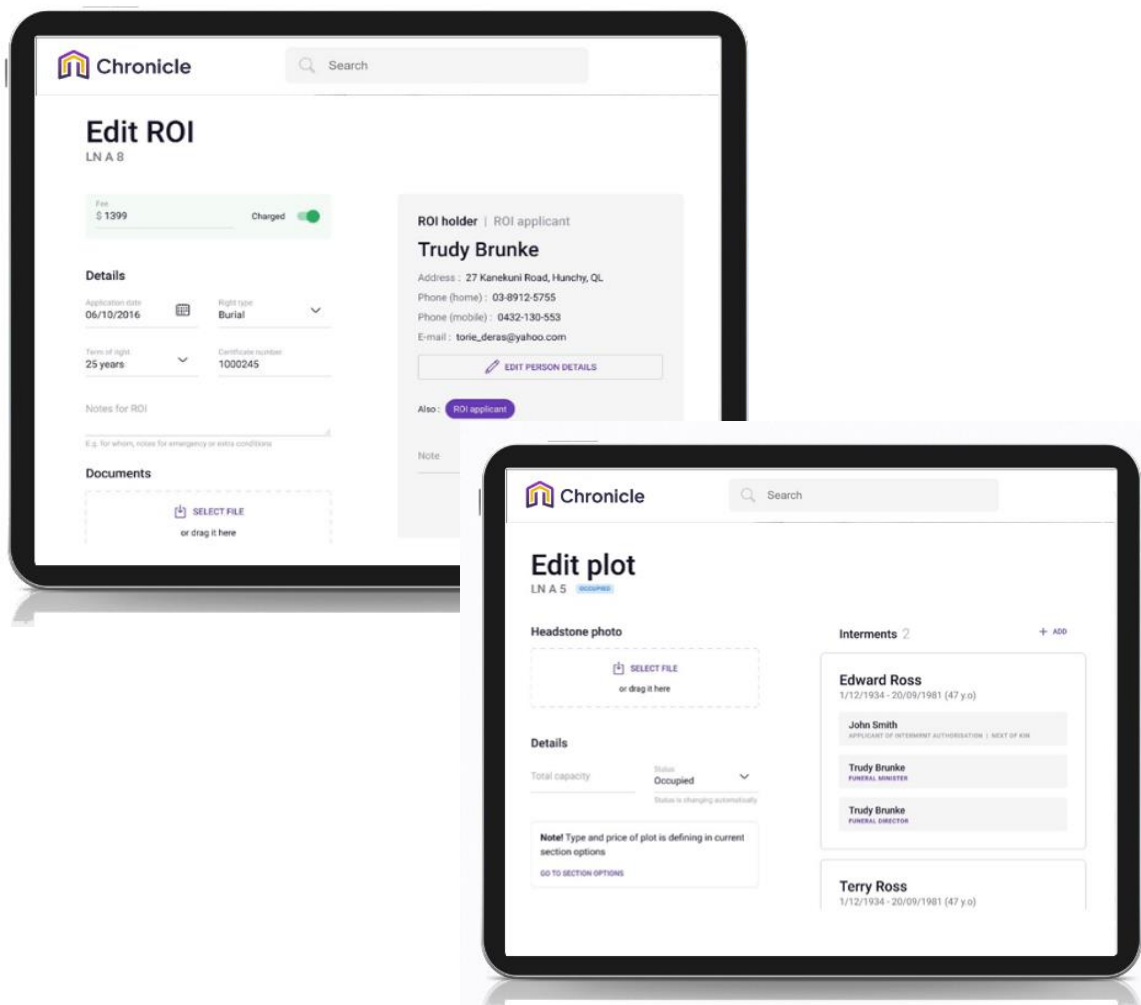 Chronicle
Search
Edit ROI
LN A 8
Fee
$ 1399
Charged
Details
Application date
06/10/2016
Right type
Burial
Term of right
25 years
Certificate number
1000245
Notes for ROI
E.g. for whom, notes for emergency or extra conditions
Documents
SELECT FILE
or drag it here
ROI holder | ROI applicant
Trudy Brunke
Address : 27 Kanekuni Road, Hunchy, QL
Phone (home) : 03-8912-5755
Phone (mobile) : 0432-130-553
E-mail : torie_deras@yahoo.com
EDIT PERSON DETAILS
Also : ROI applicant
Note
Chronicle
Search
Edit plot
LN A 5 OCCUPIED
Headstone photo
SELECT FILE
or drag it here
Details
Total capacity
Status
Occupied
Status is changing automatically
Note! Type and price of plot is defining in current
section options
GO TO SECTION OPTIONS
Interments 2
+ ADD
Edward Ross
1/12/1934 - 20/09/1981 (47 y.o)
John Smith
APPLICANT OF INTERMRNT AUTHORISATION | NEXT OF KIN
Trudy Brunke
FUNERAL MINISTER
Trudy Brunke
FUNERAL DIRECTOR
Terry Ross
1/12/1934 - 20/09/1981 (47 y.o)